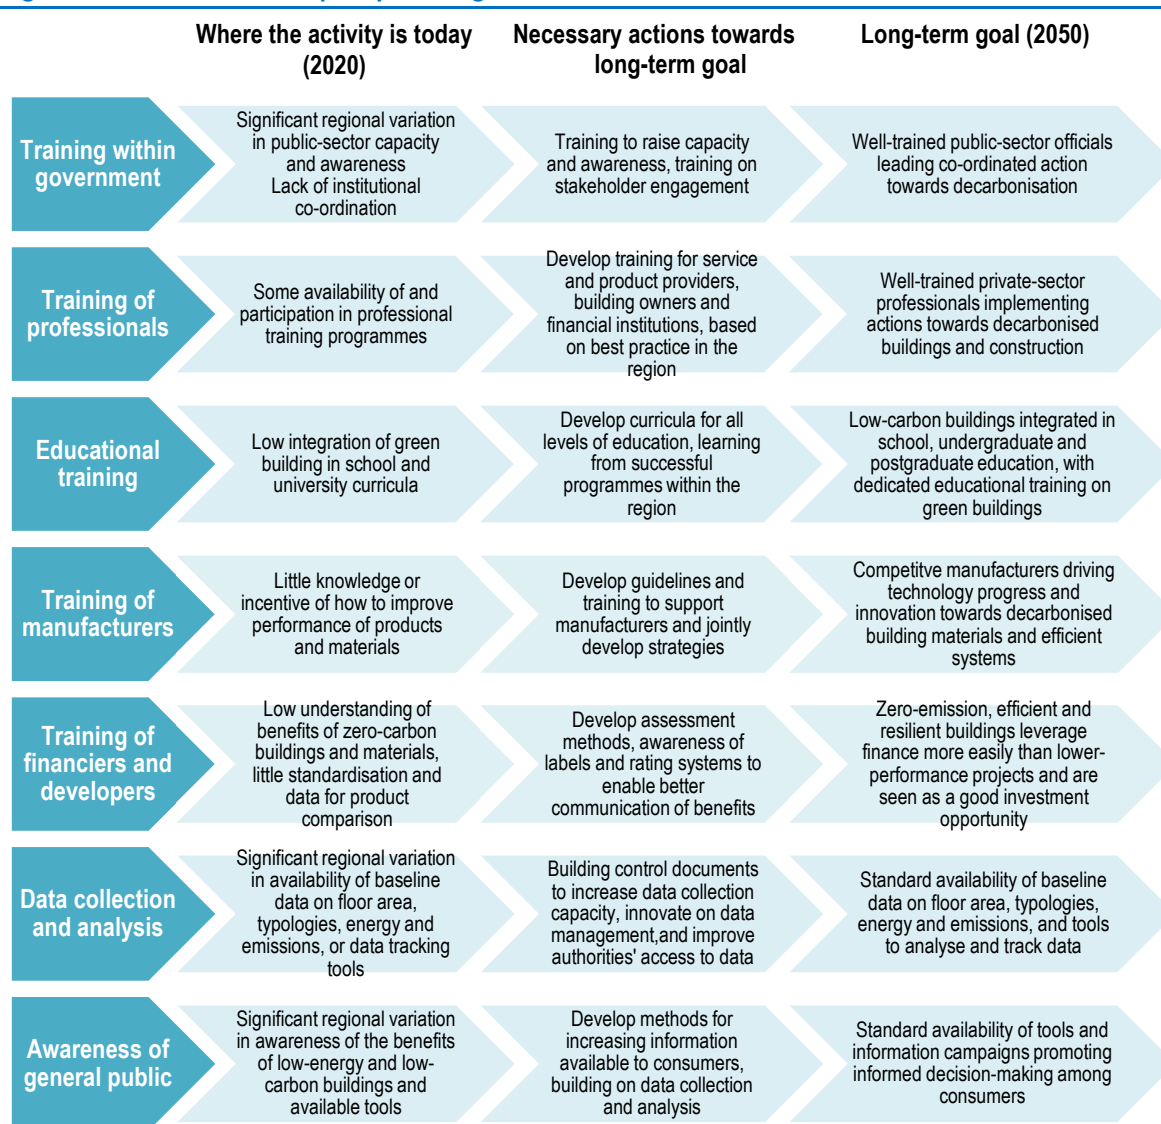 Where the activity is today
(2020)
Necessary actions towards
long-term goal
Long-term goal (2050)
Training within
government
Significant regional variation
in public-sector capacity
and awareness
Lack of institutional
co-ordination
Training to raise capacity
and awareness, training on
stakeholder engagement
Well-trained public-sector officials
leading co-ordinated action
towards decarbonisation
Training of
professionals
Some availability of and
participation in professional
training programmes
Develop training for service
and product providers,
building owners and
financial institutions, based
on best practice in the
region
Well-trained private-sector
professionals implementing
actions towards decarbonised
buildings and construction
Educational
training
Low integration of green
building in school and
university curricula
Develop curricula for all
levels of education, learning
from successful
programmes within the
region
Low-carbon buildings integrated in
school, undergraduate and
postgraduate education, with
dedicated educational training on
green buildings
Training of
manufacturers
Little knowledge or
incentive of how to improve
performance of products
and materials
Develop guidelines and
training to support
manufacturers and jointly
develop strategies
Competitve manufacturers driving
technology progress and
innovation towards decarbonised
building materials and efficient
systems
Training of
financiers and
developers
Low understanding of
benefits of zero-carbon
buildings and materials,
little standardisation and
data for product
comparison
Develop assessment
methods, awareness of
labels and rating systems to
enable better
communication of benefits
Zero-emission, efficient and
resilient buildings leverage
finance more easily than lower-
performance projects and are
seen as a good investment
opportunity
Data collection
and analysis
Significant regional variation
in availability of baseline
data on floor area,
typologies, energy and
emissions, or data tracking
tools
Building control documents
to increase data collection
capacity, innovate on data
management,and improve
authorities' access to data
Standard availability of baseline
data on floor area, typologies,
energy and emissions, and tools
to analyse and track data
Awareness of
general public
Significant regional variation
in awareness of the benefits
of low-energy and low-
carbon buildings and
available tools
Develop methods for
increasing information
available to consumers,
building on data collection
and analysis
Standard availability of tools and
information campaigns promoting
informed decision-making among
consumers